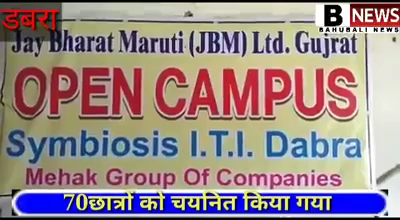 डबरा
B NEWS
BAHUBALI NEWS
Jay Bharat Maruti (JBM) Ltd. Gujrat
OPEN CAMPUS
Symbiosis I.T.I. Dabra
Mehak Group Of Companies
70छात्रों को चयनित किया गया